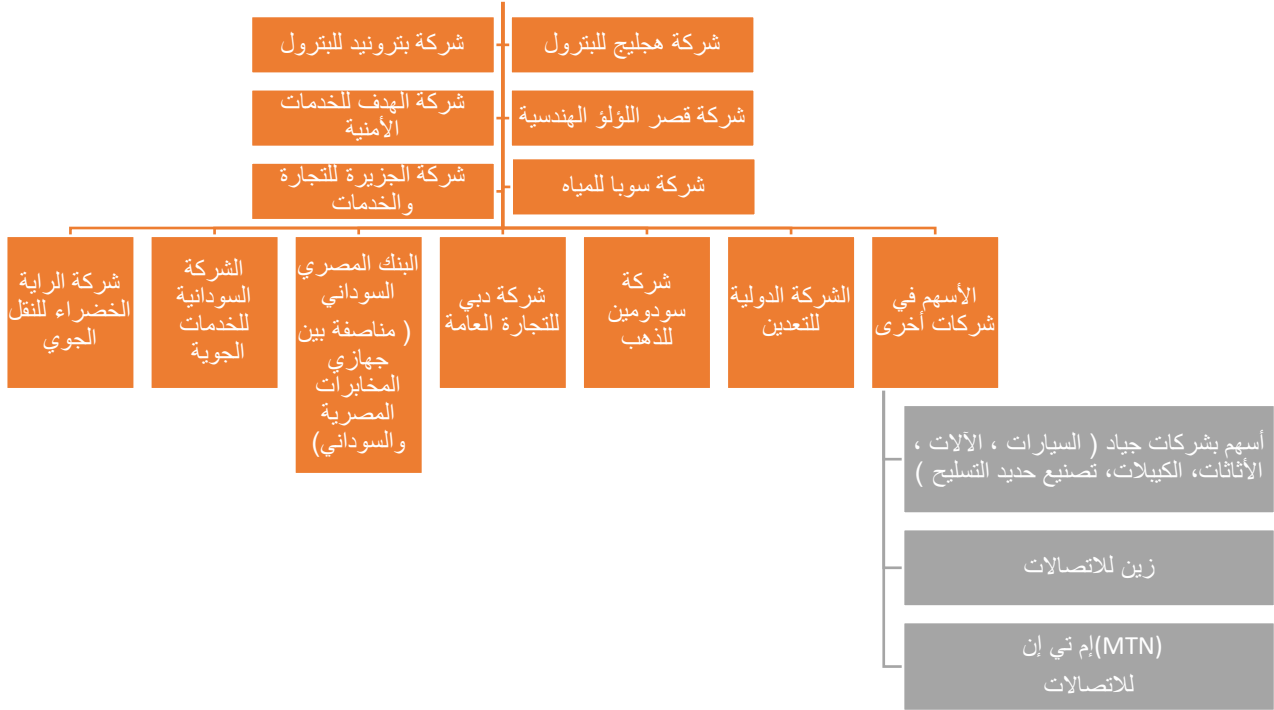 شركة هجليج للبترول
شركة بترونيد للبترول
شركة قصر اللؤلؤ الهندسية
شركة الهدف للخدمات
الأمنية
شركة سوبا للمياه
شركة الجزيرة للتجارة
والخدمات
الأسهم في
شركات أخرى
الشركة الدولية
للتعدين
شركة
سودومين
للذهب
شركة دبي
للتجارة العامة
البنك المصري
السوداني
( مناصفة بين
جهازي
المخابرات
المصرية
والسوداني)
الشركة
السودانية
للخدمات
الجوية
شركة الراية
الخضراء للنقل
الجوي
أسهم بشركات جياد ( السيارات ، الآلات ،
الأثاثات، الكيبلات، تصنيع حديد التسليح )
زين للاتصالات
(MTN)إم تي إن
للاتصالات